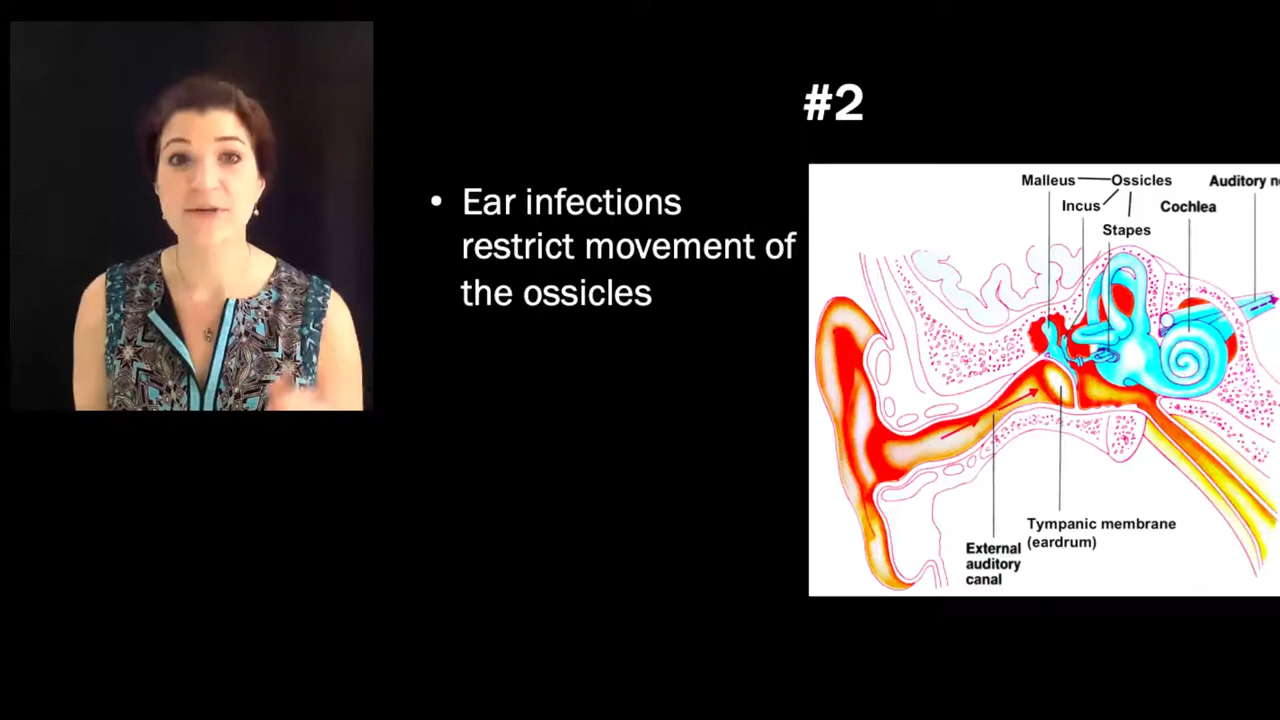 #2
• Ear infections
restrict movement of
the ossicles
Malleus
Ossicles
Auditory
Incus
Cochlea
Stapes
Tympanic membrane
(eardrum)
External
auditory
canal